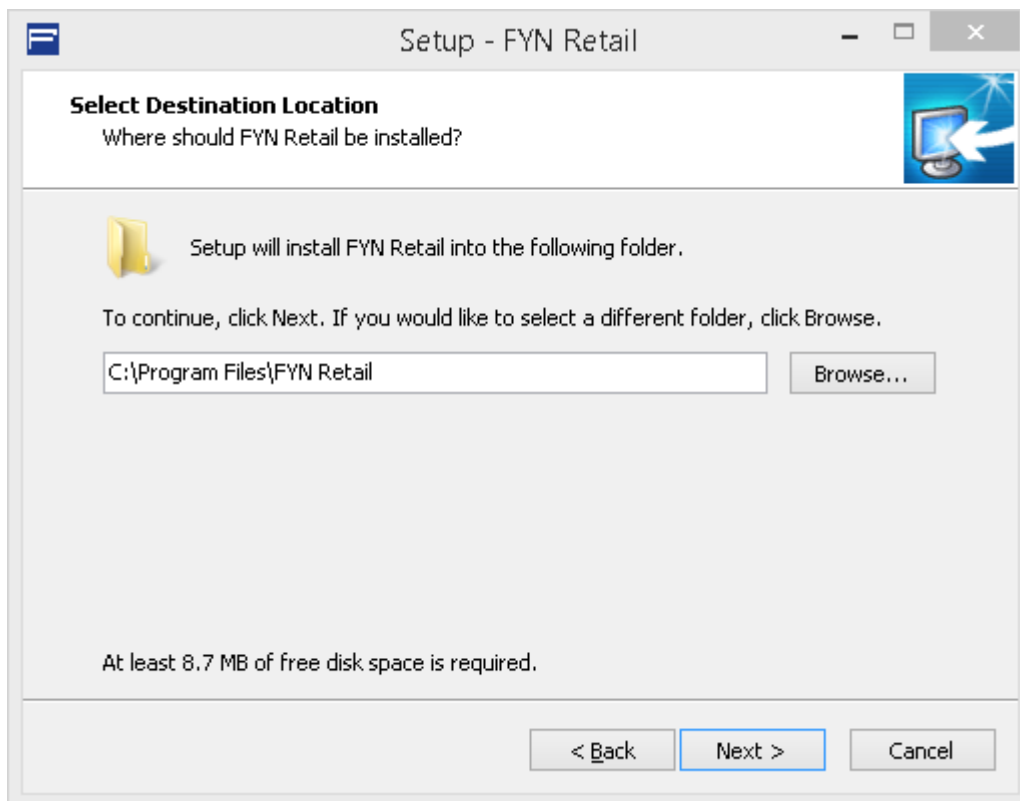 Setup - FYN Retail
Select Destination Location
Where should FYN Retail be installed?
Setup will install FYN Retail into the following folder.
To continue, click Next. If you would like to select a different folder, click Browse.
C:\Program Files\FYN Retail
Browse...
At least 8.7 MB of free disk space is required.
< Back
Next >
Cancel